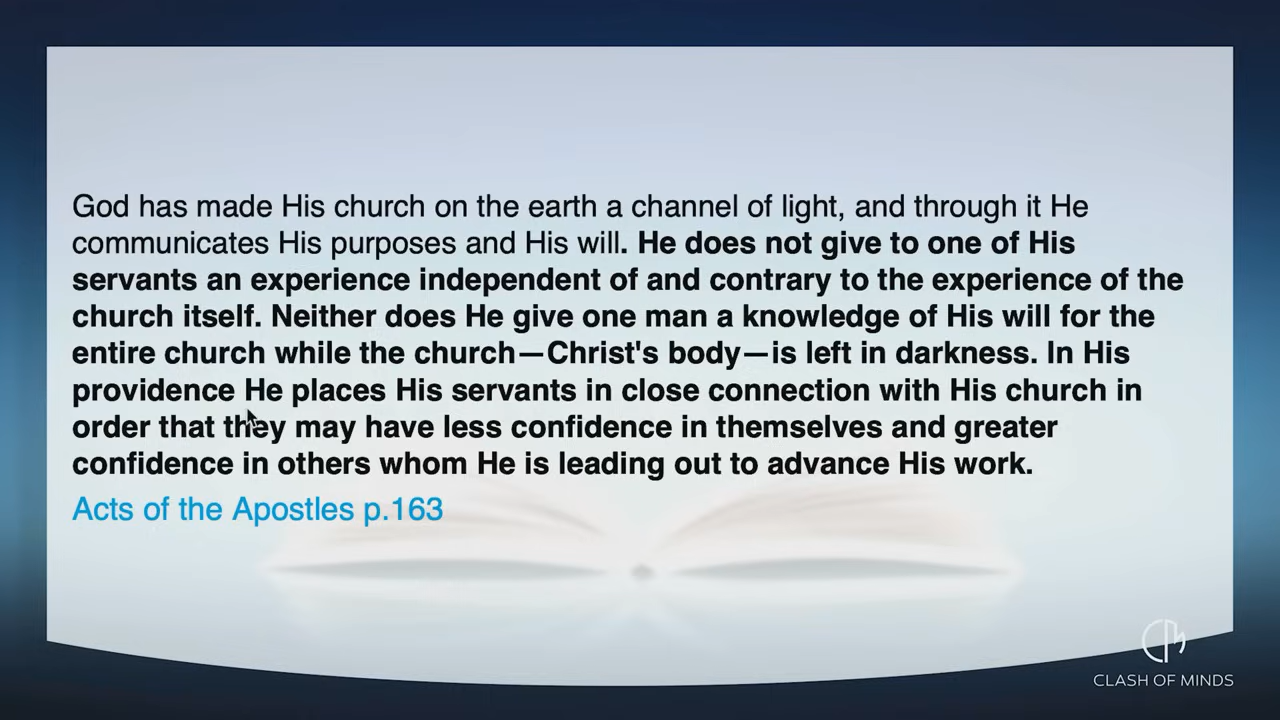 God has made His church on the earth a channel of light, and through it He
communicates His purposes and His will. He does not give to one of His
servants an experience independent of and contrary to the experience of the
church itself. Neither does He give one man a knowledge of His will for the
entire church while the church—Christ's body—is left in darkness. In His
providence He places His servants in close connection with His church in
order that they may have less confidence in themselves and greater
confidence in others whom He is leading out to advance His work.
Acts of the Apostles p.163
CLASH OF MINDS